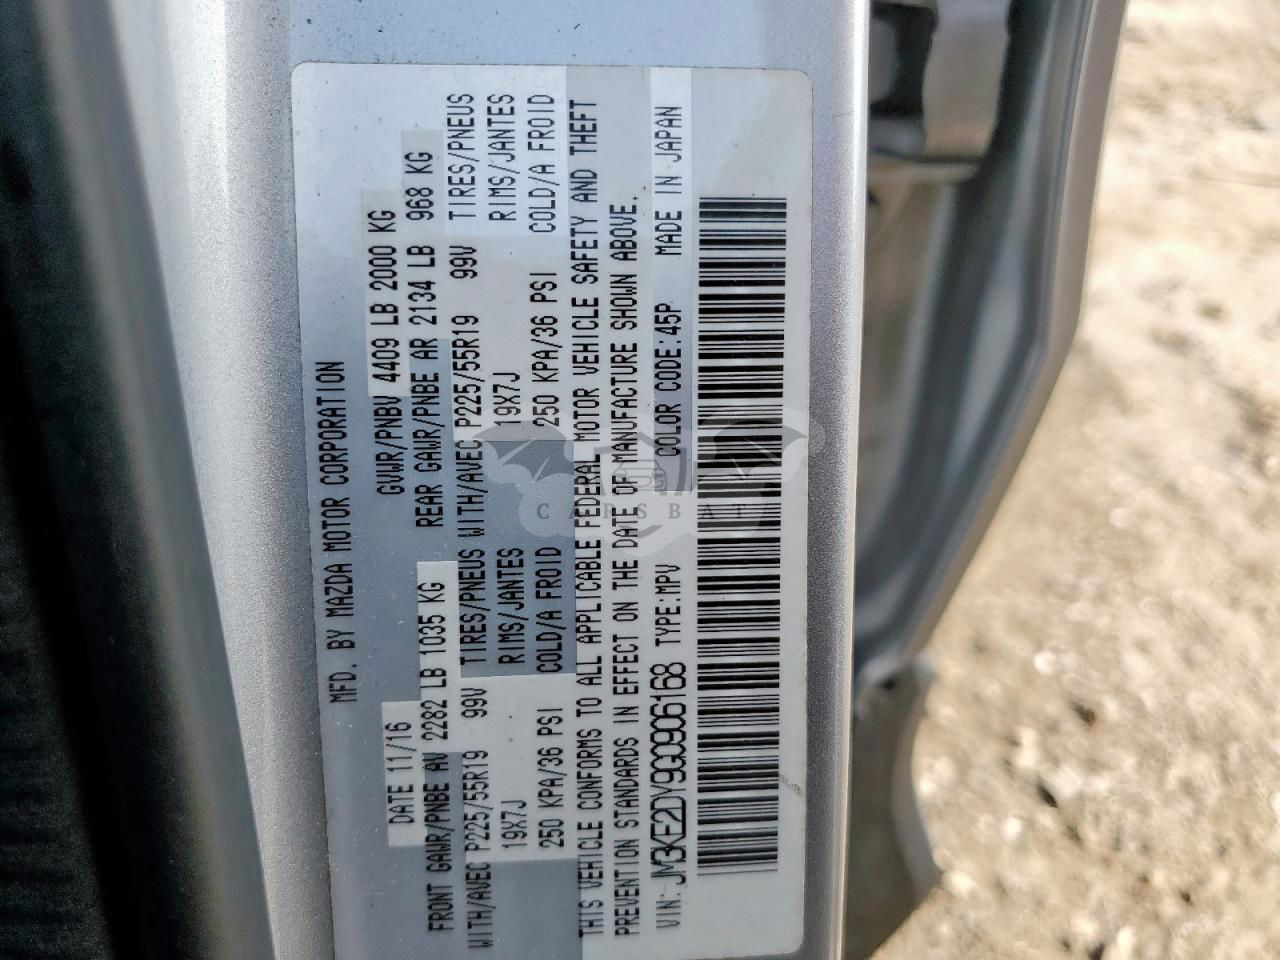 MFD. BY MAZDA MOTOR CORPORATION
DATE 11/16 GVWR/PNBV 4409 LB 2000 KG
FRONT GAWR/PNBE AV 2282 LB 1035 KG REAR GAWR/PNBE AR 2134 LB 968 KG
WITH/AVEC P225/55R19 99V TIRES/PNEUS WITH/AVEC P225/55R19 99V TIRES/PNEUS
19X7J RIMS/JANTES 19X7J RIMS/JANTES
250 KPA/36 PSI COLD/A FROID 250 KPA/36 PSI COLD/A FROID
THIS VEHICLE CONFORMS TO ALL APPLICABLE FEDERAL MOTOR VEHICLE SAFETY AND THEFT
PREVENTION STANDARDS IN EFFECT ON THE DATE OF MANUFACTURE SHOWN ABOVE.
VIN: JM3KE2DY9G0906168 TYPE:MPV COLOR CODE:45P MADE IN JAPAN
CARSBAT